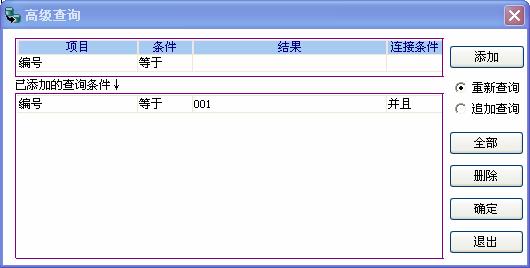 高级查询
项目 条件 结果 连接条件
编号 等于
已添加的查询条件↓
编号 等于 001 并且
添加
重新查询
追加查询
全部
删除
确定
退出